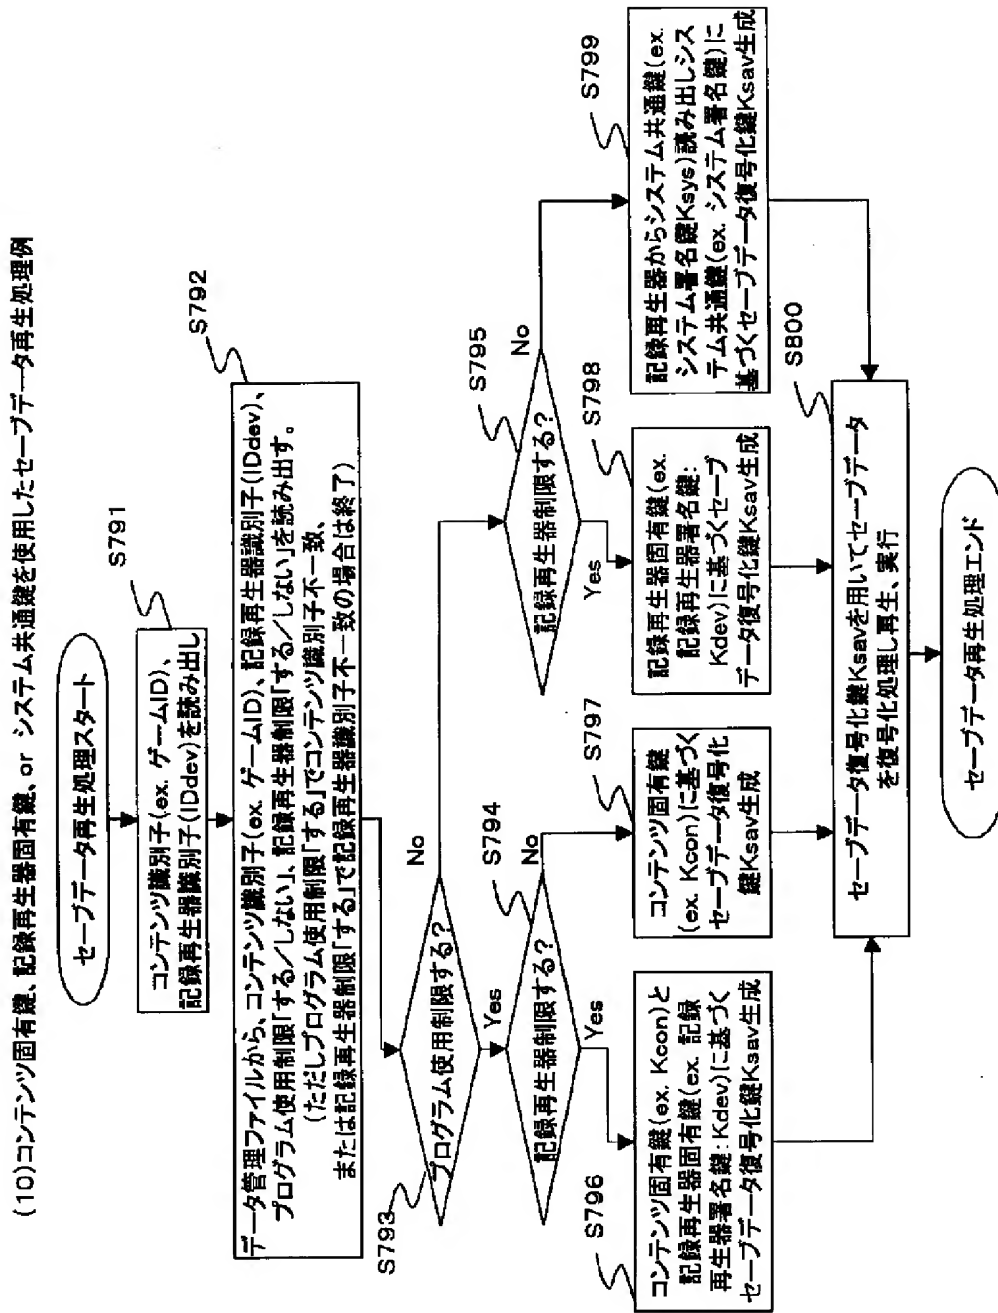 (10)コンテンツ固有鍵、記録再生器固有鍵、or システム共通鍵を使用したセーブデータ再生処理例
セーブデータ再生処理スタート
S791
コンテンツ識別子(ex. ゲームID)、
記録再生器識別子(IDdev)を読み出し
S792
データ管理ファイルから、コンテンツ識別子(ex. ゲームID)、記録再生器識別子(IDdev)、
プログラム使用制限「する/しない」、記録再生器制限「する/しない」を読み出す。
(ただしプログラム使用制限「する」でコンテンツ識別子不一致、
または記録再生器制限「する」で記録再生器識別子不一致の場合は終了)
S793
プログラム使用制限する?
No
Yes
S794
記録再生器制限する?
No
Yes
S795
記録再生器制限する?
No
Yes
S796
コンテンツ固有鍵(ex. Kcon)と
記録再生器固有鍵(ex. 記録
再生器署名鍵:Kdev)に基づく
セーブデータ復号化鍵Ksav生成
S797
コンテンツ固有鍵
(ex. Kcon)に基づく
セーブデータ復号化
鍵Ksav生成
S798
記録再生器固有鍵(ex.
記録再生器署名鍵:
Kdev)に基づくセーブ
データ復号化鍵Ksav生成
S799
記録再生器からシステム共通鍵(ex.
システム署名鍵Ksys)読み出しシス
テム共通鍵(ex. システム署名鍵)に
基づくセーブデータ復号化鍵Ksav生成
S800
セーブデータ復号化鍵Ksavを用いてセーブデータ
を復号化処理し再生、実行
セーブデータ再生処理エンド